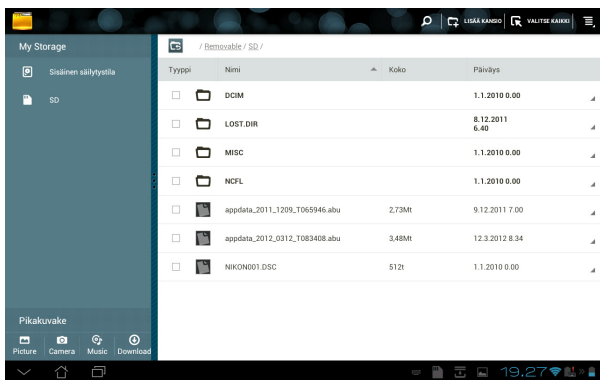 LISÄÄ KANSIO VALITSE KAIKKI
My Storage
/ Removable / SD /
Sisäinen säilytystila
SD
Tyyppi Nimi Koko Päiväys
DCIM 1.1.2010 0.00
LOST.DIR 8.12.2011
6.40
MISC 1.1.2010 0.00
NCFL 1.1.2010 0.00
appdata_2011_1209_T065946.abu 2,73Mt 9.12.2011 7.00
appdata_2012_0312_T083408.abu 3,48Mt 12.3.2012 8.34
NIKON001.DSC 512t 1.1.2010 0.00
Pikakuvake
Picture Camera Music Download
19.27